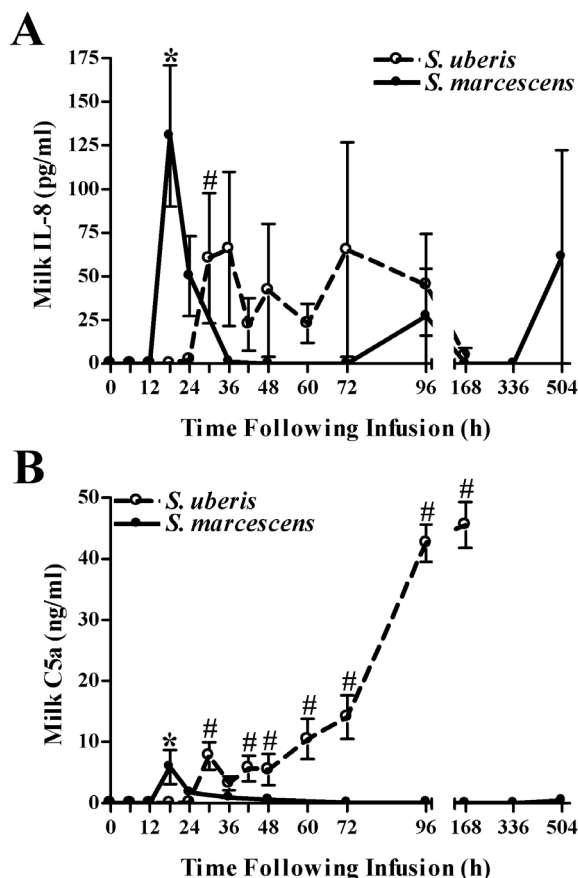 A
175
150
125
100
75
50
25
0
Milk IL-8 (pg/ml)
*
#
S. uberis
S. marcescens
0 12 24 36 48 60 72 96 168 336 504
Time Following Infusion (h)
B
50
40
30
20
10
0
Milk C5a (ng/ml)
S. uberis
S. marcescens
*
#
#
#
#
#
#
#
0 12 24 36 48 60 72 96 168 336 504
Time Following Infusion (h)